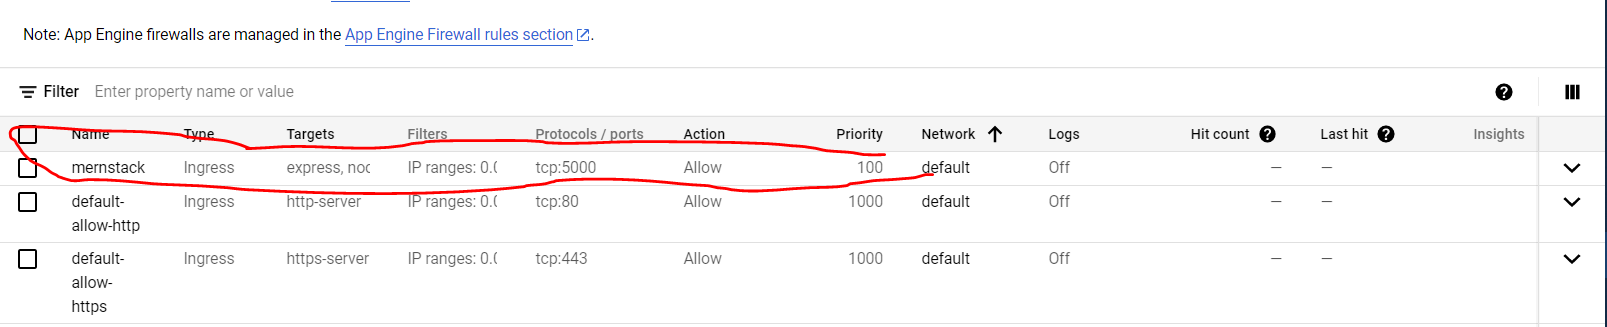 Note: App Engine firewalls are managed in the App Engine Firewall rules section.
Filter Enter property name or value
Name Type Targets Filters Protocols / ports Action Priority Network Logs Hit count Last hit Insights
mernstack Ingress express, noc IP ranges: 0.( tcp:5000 Allow 100 default Off — —
default- Ingress http-server IP ranges: 0.( tcp:80 Allow 1000 default Off — —
allow-http
default- Ingress https-server IP ranges: 0.( tcp:443 Allow 1000 default Off — —
allow-
https